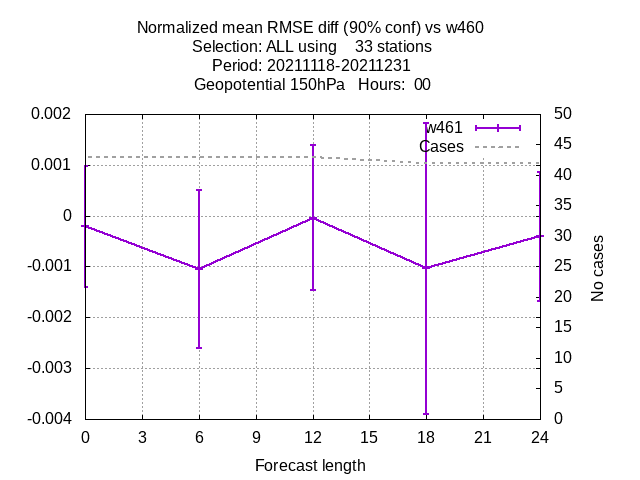 Normalized mean RMSE diff (90% conf) vs w460
Selection: ALL using    33 stations
Period: 20211118-20211231
Geopotential 150hPa   Hours:  00
w461
Cases
0.002
0.001
0
-0.001
-0.002
-0.003
-0.004
50
45
40
35
30
25
20
15
10
5
0
No cases
0 3 6 9 12 15 18 21 24
Forecast length